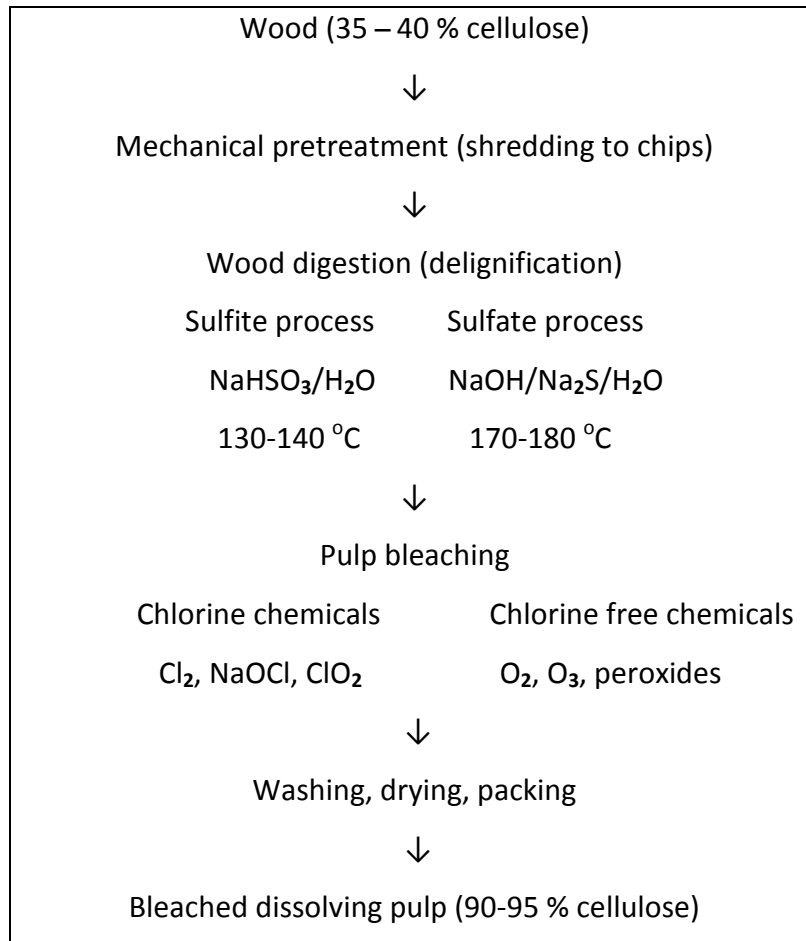 Wood (35 – 40 % cellulose)
↓
Mechanical pretreatment (shredding to chips)
↓
Wood digestion (delignification)
Sulfite process Sulfate process
NaHSO₃/H₂O NaOH/Na₂S/H₂O
130-140 °C 170-180 °C
↓
Pulp bleaching
Chlorine chemicals Chlorine free chemicals
Cl₂, NaOCl, ClO₂ O₂, O₃, peroxides
↓
Washing, drying, packing
↓
Bleached dissolving pulp (90-95 % cellulose)